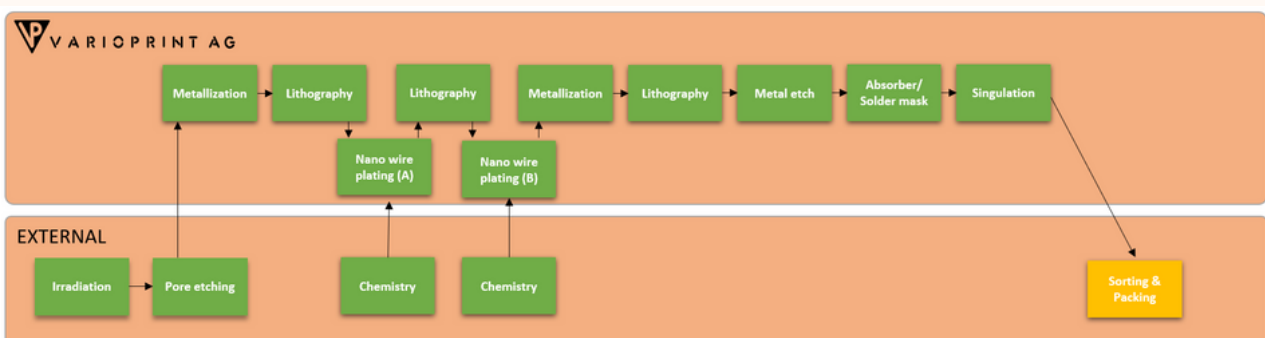 VP VARIOPRINT AG
Metallization
Lithography
Lithography
Metallization
Lithography
Metal etch
Absorber/
Solder mask
Singulation
Nano wire
plating (A)
Nano wire
plating (B)
EXTERNAL
Irradiation
Pore etching
Chemistry
Chemistry
Sorting &
Packing